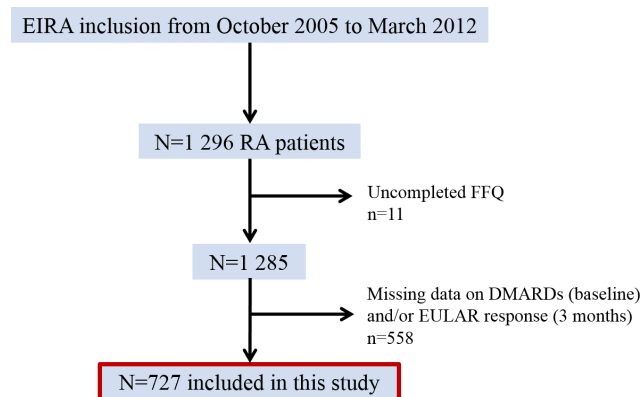 EIRA inclusion from October 2005 to March 2012
N=1 296 RA patients
Uncompleted FFQ
n=11
N=1 285
Missing data on DMARDs (baseline)
and/or EULAR response (3 months)
n=558
N=727 included in this study